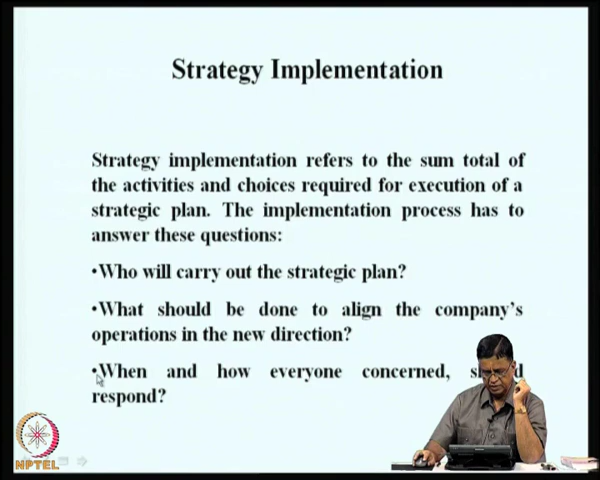 Strategy Implementation
Strategy implementation refers to the sum total of
the activities and choices required for execution of a
strategic plan. The implementation process has to
answer these questions:
•Who will carry out the strategic plan?
•What should be done to align the company's
operations in the new direction?
•When and how everyone concerned,
respond?
NPTEL